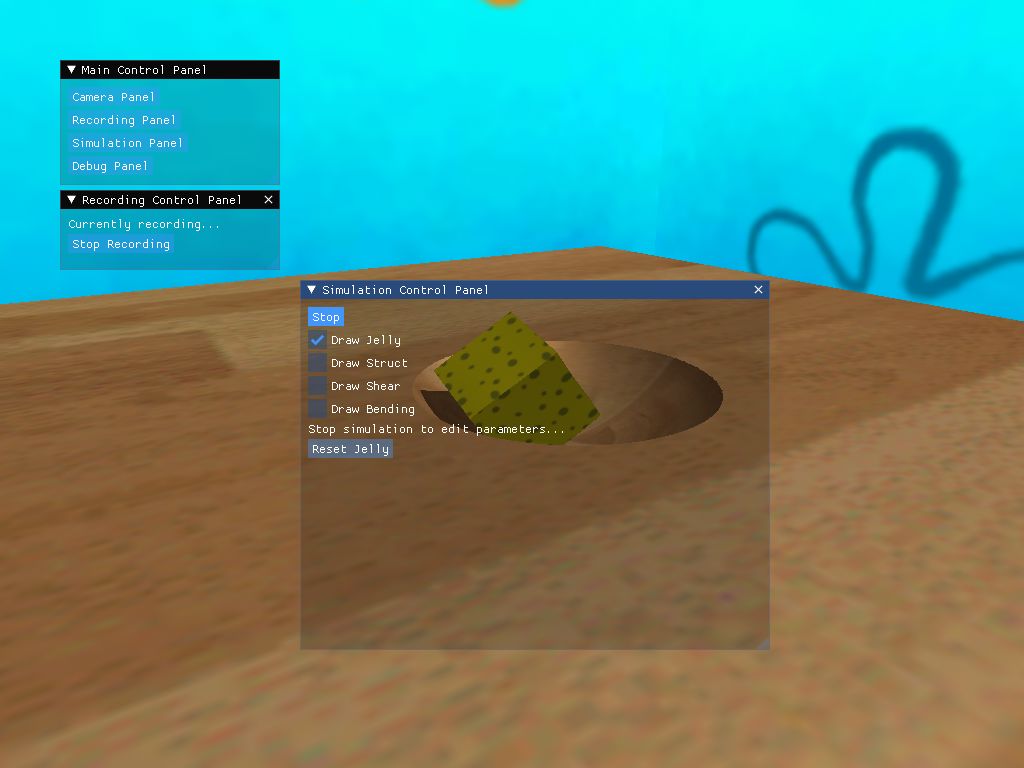 Main Control Panel
Camera Panel
Recording Panel
Simulation Panel
Debug Panel
Recording Control Panel
Currently recording...
Stop Recording
Simulation Control Panel
Stop
Draw Jelly
Draw Struct
Draw Shear
Draw Bending
Stop simulation to edit parameters...
Reset Jelly